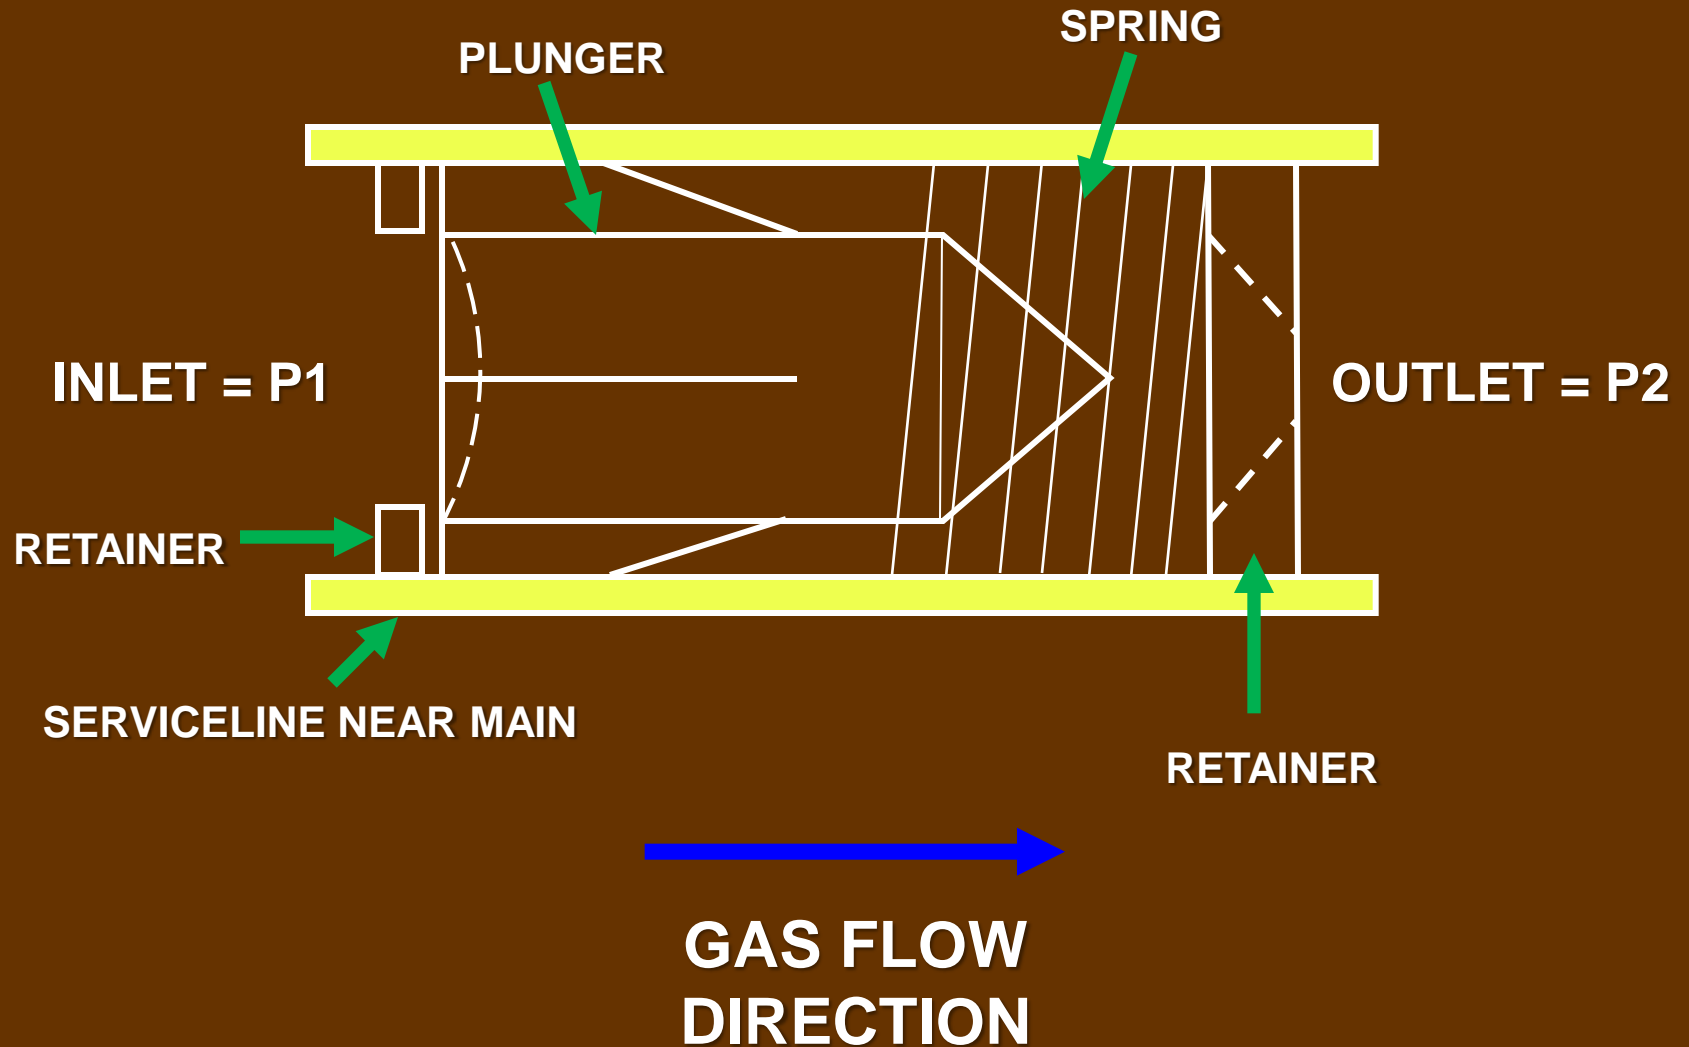 SPRING
PLUNGER
INLET = P1
OUTLET = P2
RETAINER
SERVICELINE NEAR MAIN
RETAINER
GAS FLOW
DIRECTION